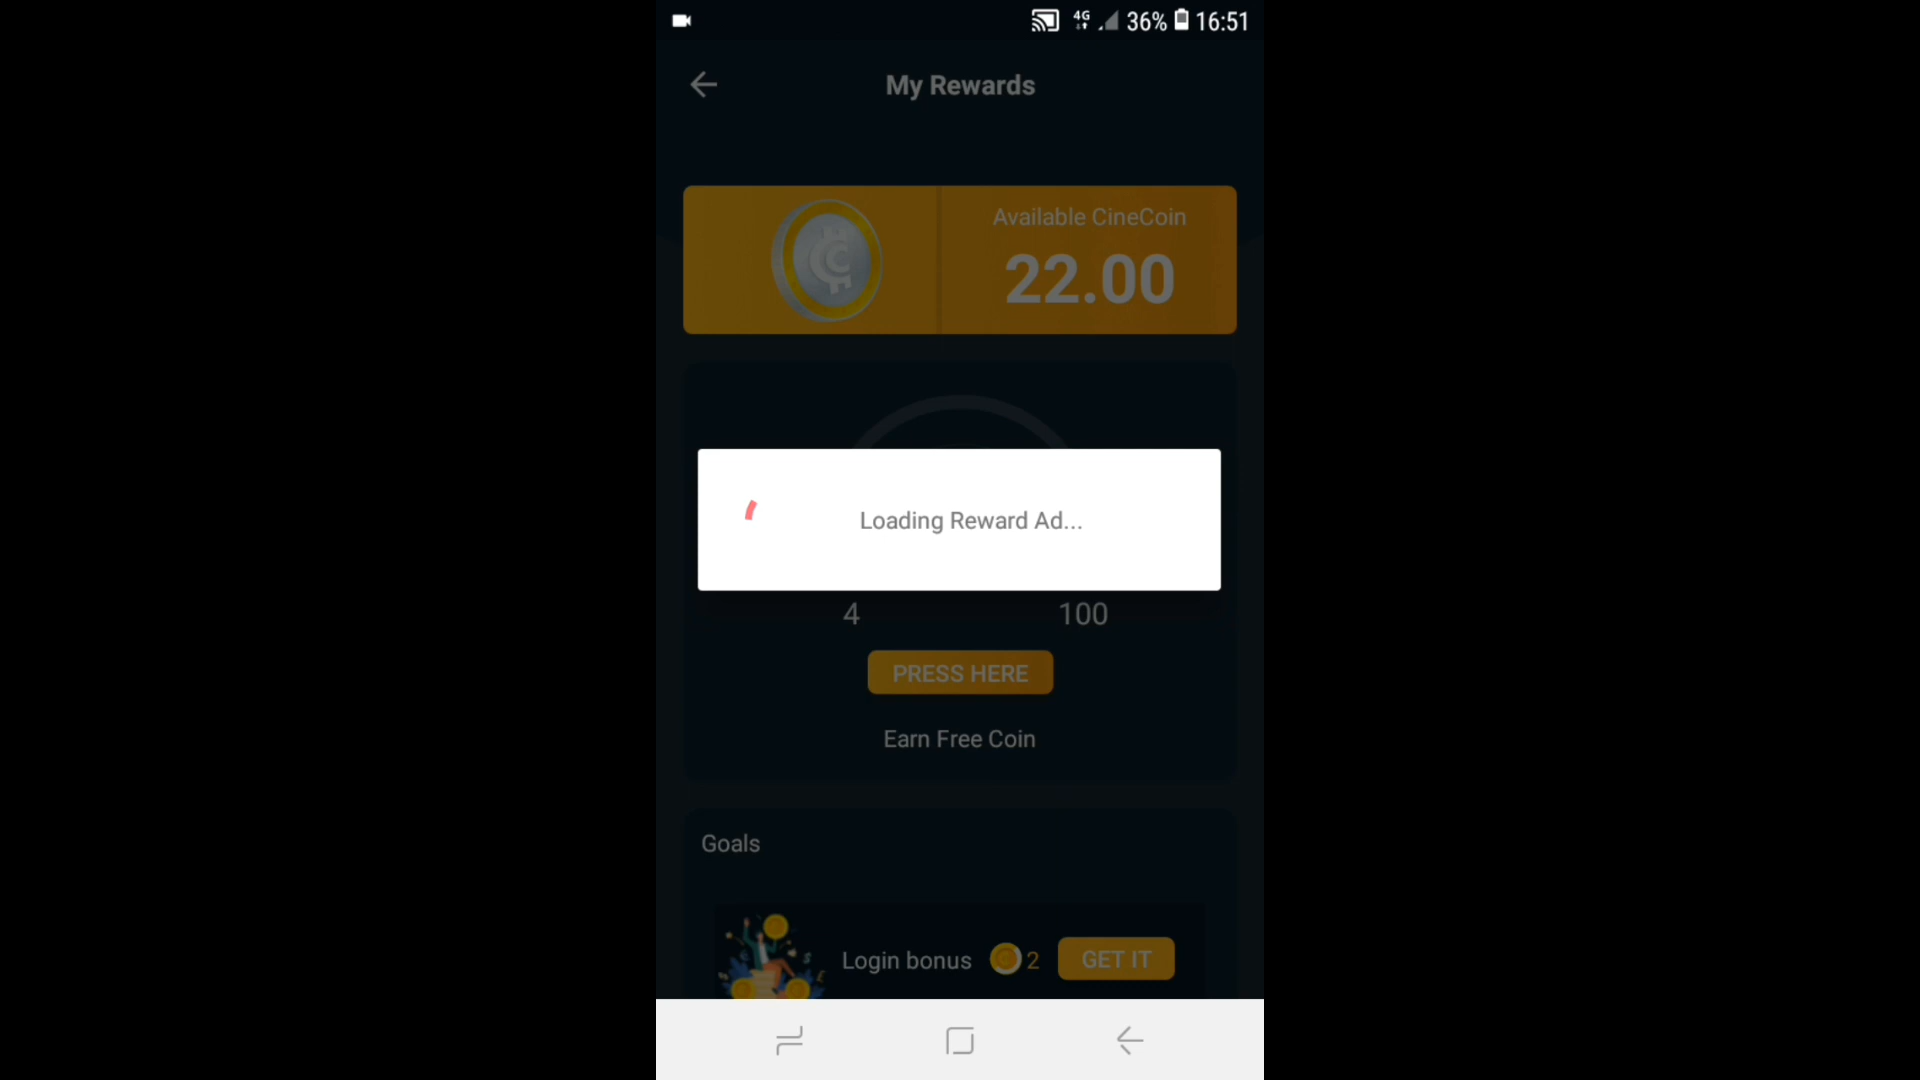 4G 36% 16:51
My Rewards
Available CineCoin
22.00
Loading Reward Ad...
4 100
PRESS HERE
Earn Free Coin
Goals
Login bonus 2 GET IT